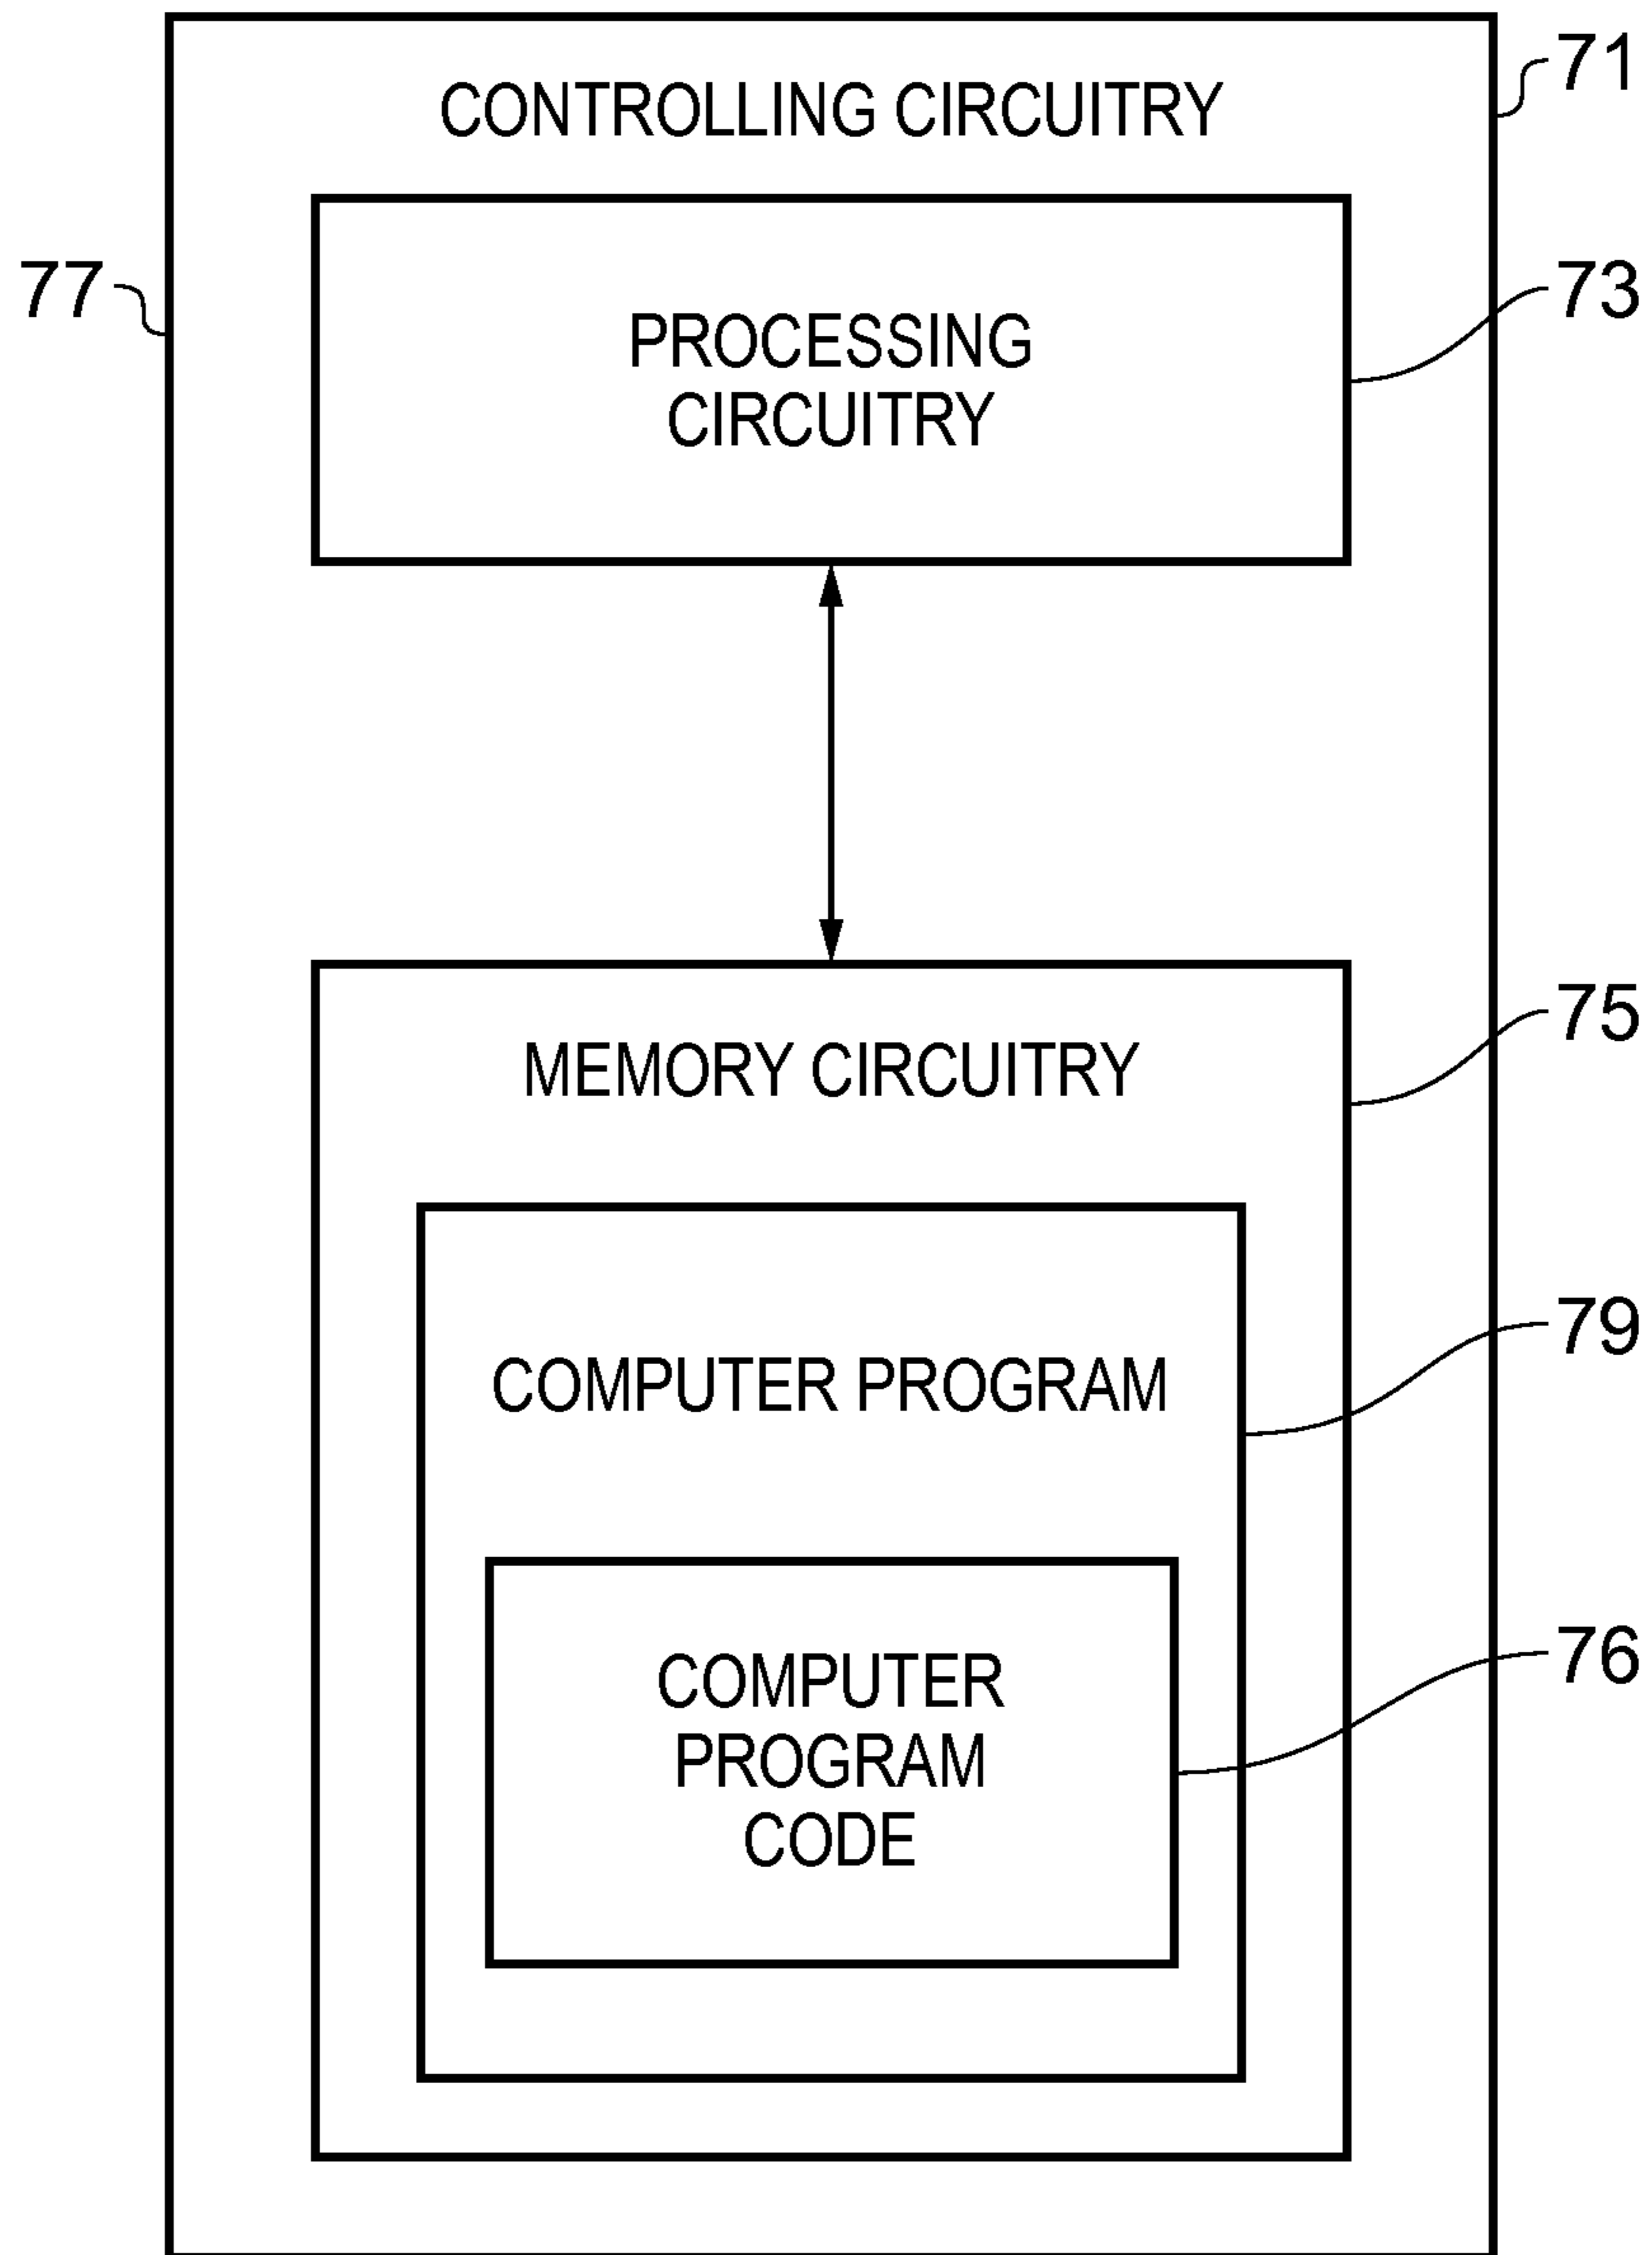 71
CONTROLLING CIRCUITRY
77
73
PROCESSING
CIRCUITRY
75
MEMORY CIRCUITRY
79
COMPUTER PROGRAM
76
COMPUTER
PROGRAM
CODE